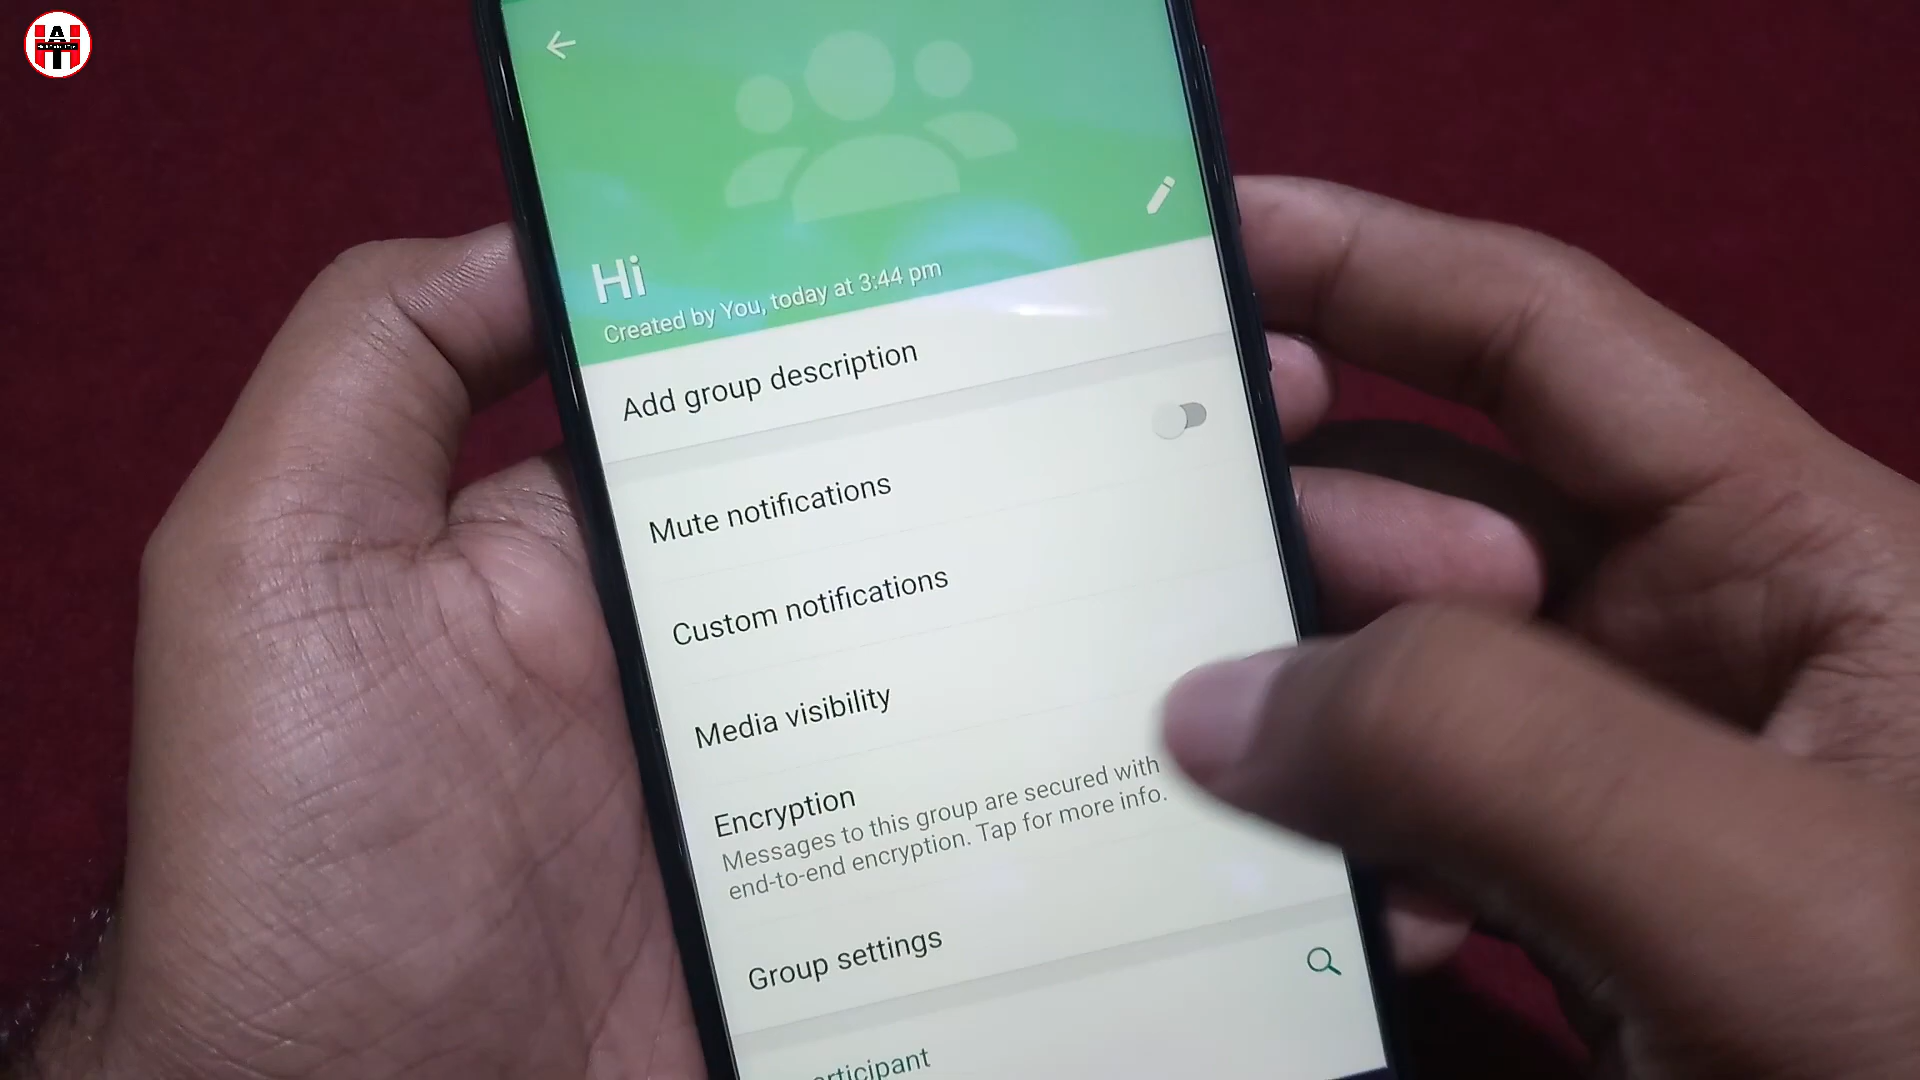 Hi
Created by You, today at 3:44 pm
Add group description
Mute notifications
Custom notifications
Media visibility
Encryption
Messages to this group are secured with
end-to-end encryption. Tap for more info.
Group settings